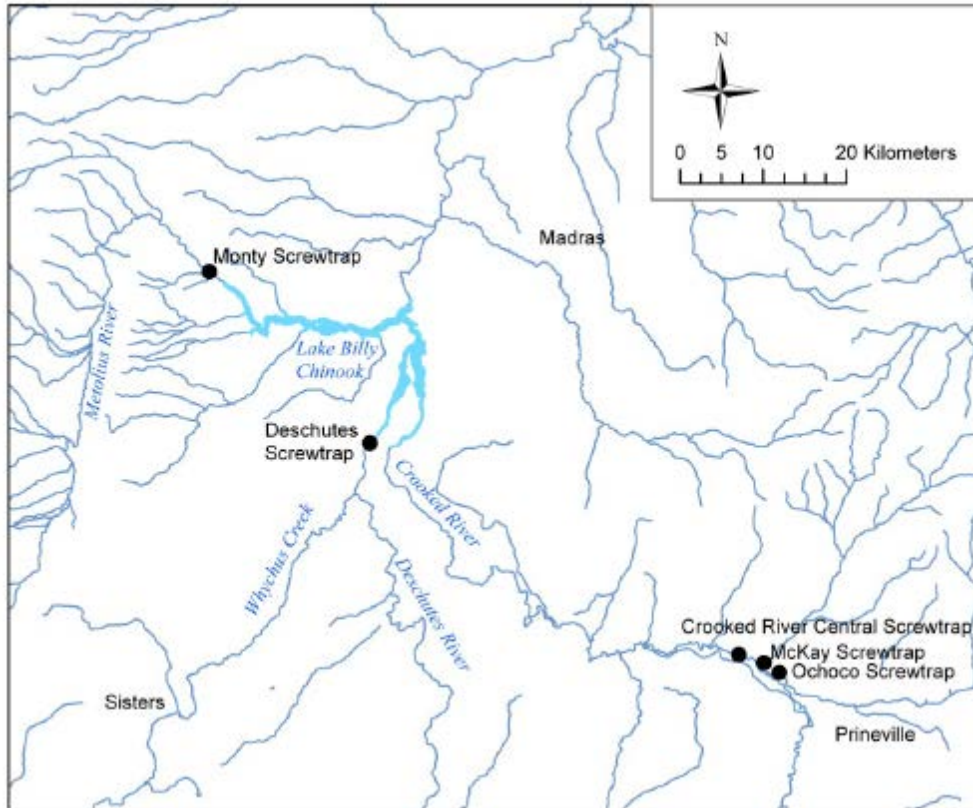 N
0 5 10 20 Kilometers
Madras
Monty Screwtrap
Metolius River
Lake Billy
Chinook
Deschutes
Screwtrap
Crooked River
Whychus Creek
Deschutes River
Crooked River Central Screwtrap
McKay Screwtrap
Ochoco Screwtrap
Sisters
Prineville